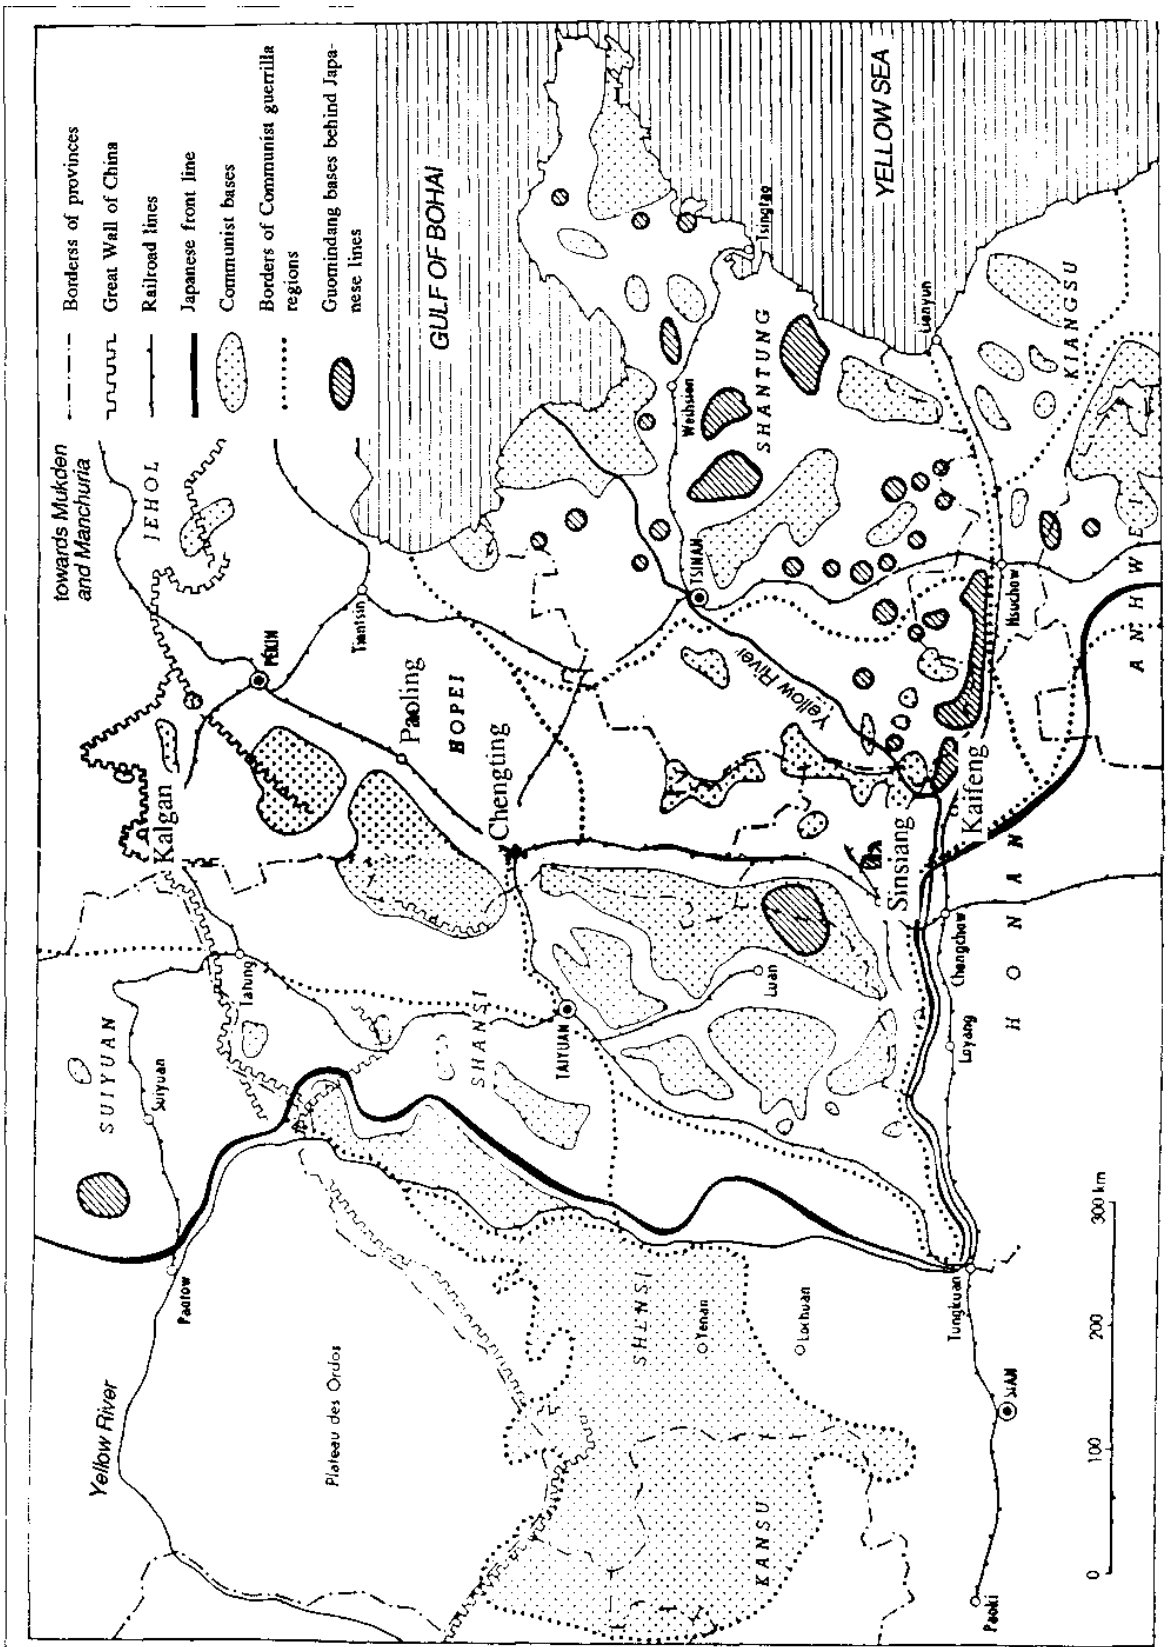 Borderss of provinces
Great Wall of China
Railroad lines
Japanese front line
Communist bases
Borders of Communist guerrilla
regions
Guomindang bases behind Japa-
nese lines
towards Mukden
and Manchuria
JEHOL
GULF OF BOHAI
YELLOW SEA
Yellow River
SUIYUAN
Suiyuan
Paotow
Tatung
Kalgan
PÉKIN
Tientsin
Paoling
HOPEI
Chengting
Plateau des Ordos
SHANSI
TAIYUAN
Luan
TSINAN
Weihsien
SHANTUNG
Tsingtao
Yellow River
Sinsiang
Kaifeng
Hsuchow
Lienyun
KIANGSU
ANHWEI
HONAN
Chengchow
Loyang
Tungkuan
SHENSI
Yenan
Lochuan
KANSU
SIAN
Paoki
0 100 200 300 km